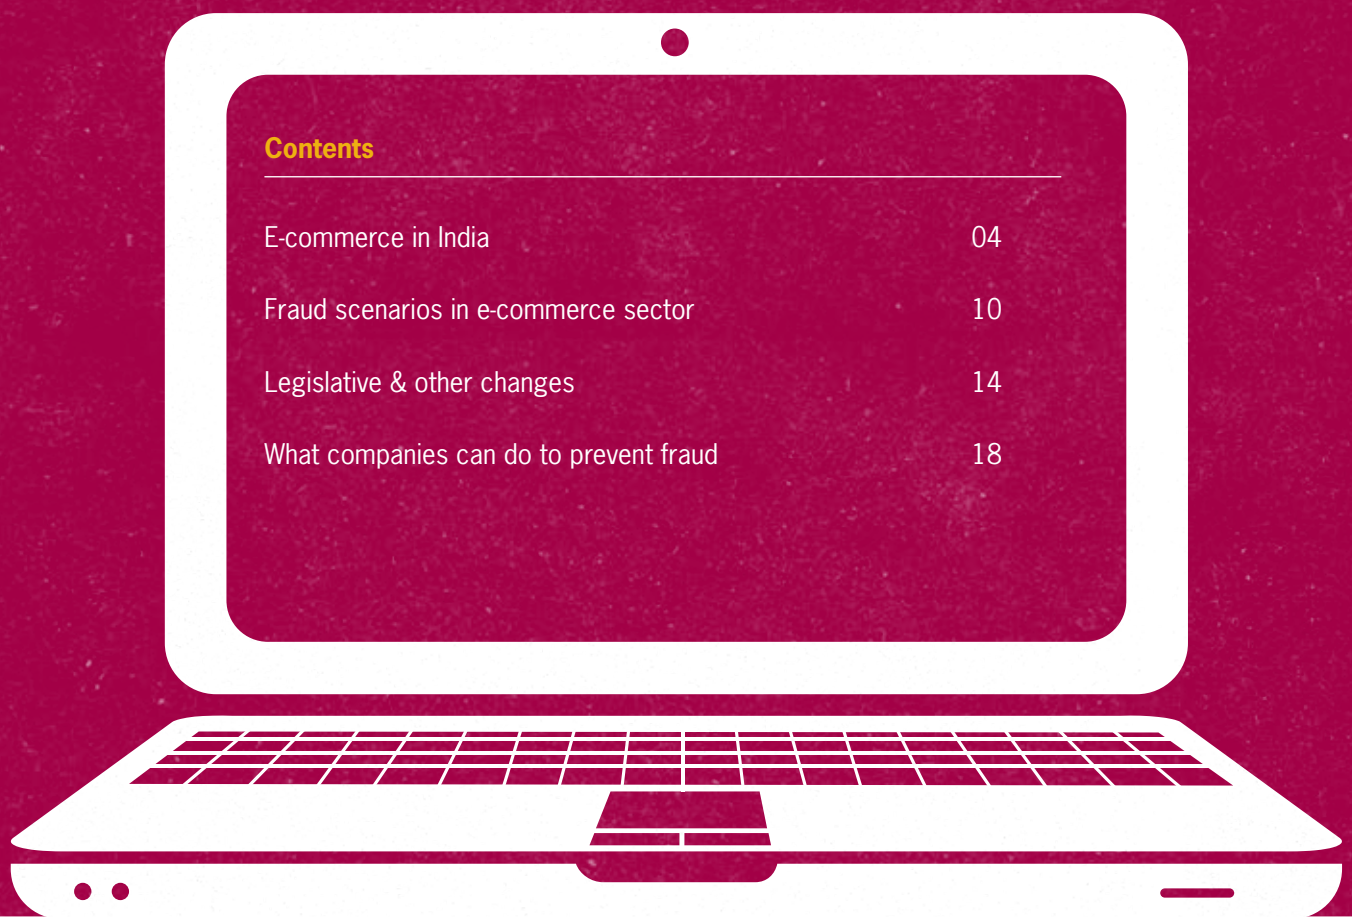 Contents
E-commerce in India 04
Fraud scenarios in e-commerce sector 10
Legislative & other changes 14
What companies can do to prevent fraud 18